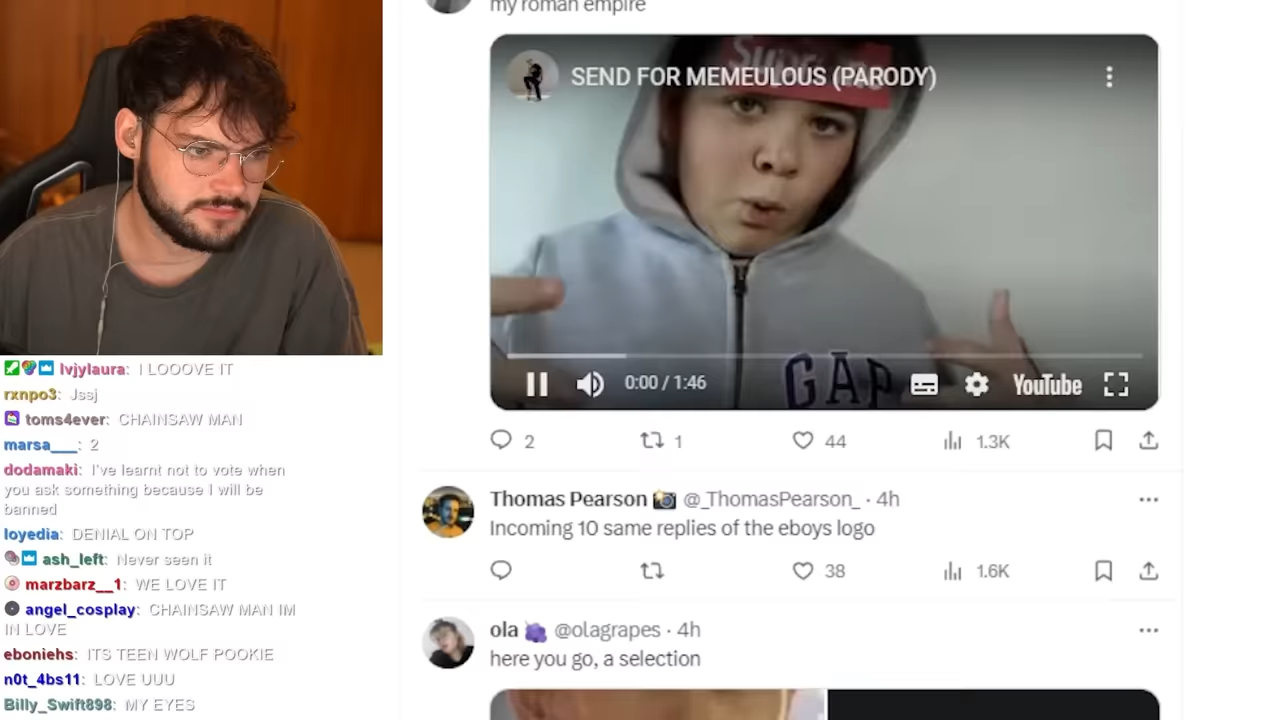 my roman empire
Supreme
SEND FOR MEMEULOUS (PARODY)
GAP
0:00 / 1:46
YouTube
2
1
44
1.3K
Thomas Pearson 📸 @_ThomasPearson_ · 4h
Incoming 10 same replies of the eboys logo
38
1.6K
ola 🍇 @olagrapes · 4h
here you go, a selection
lvjylaura: I LOOOVE IT
rxnpo3: Jssj
toms4ever: CHAINSAW MAN
marsa___: 2
dodamaki: I've learnt not to vote when
you ask something because I will be
banned
loyedia: DENIAL ON TOP
ash_left: Never seen it
marzbarz__1: WE LOVE IT
angel_cosplay: CHAINSAW MAN IM
IN LOVE
eboniehs: ITS TEEN WOLF POOKIE
n0t_4bs11: LOVE UUU
Billy_Swift898: MY EYES